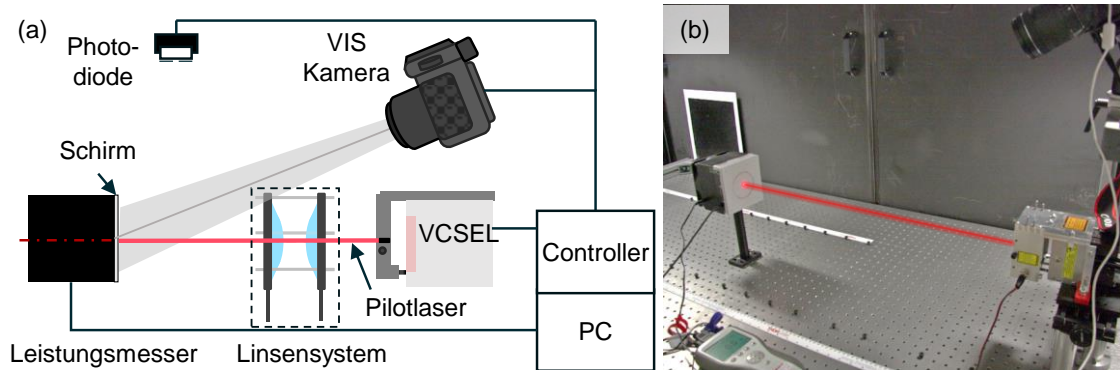 (a)
Photo-
diode
VIS
Kamera
Schirm
VCSEL
Pilotlaser
Controller
PC
Leistungsmesser
Linsensystem
(b)